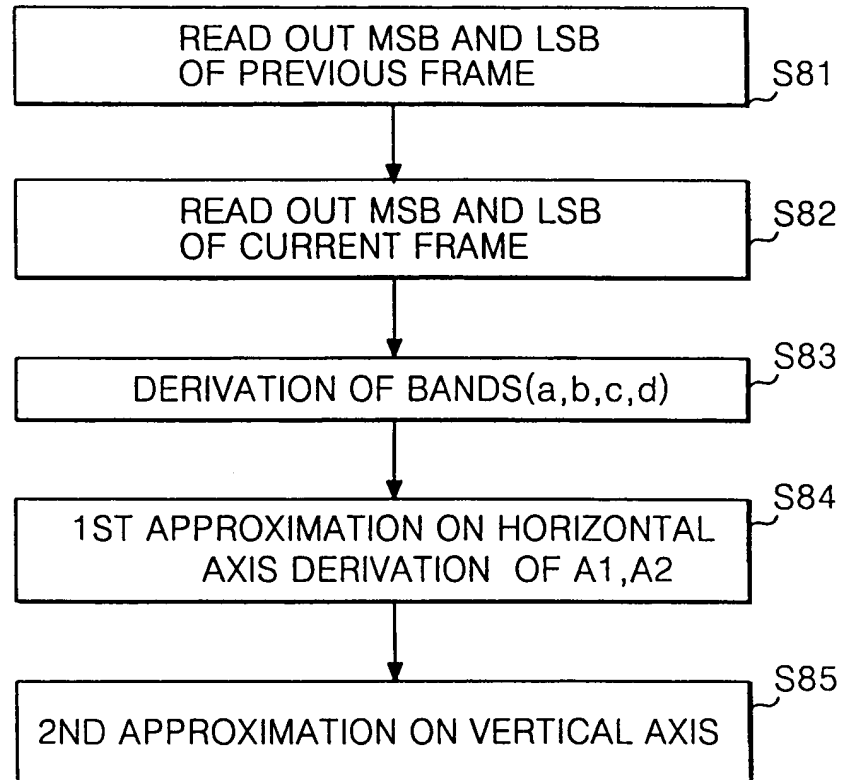 READ OUT MSB AND LSB
OF PREVIOUS FRAME
S81
READ OUT MSB AND LSB
OF CURRENT FRAME
S82
S83
DERIVATION OF BANDS(a,b,c,d)
S84
1ST APPROXIMATION ON HORIZONTAL
AXIS DERIVATION OF A1,A2
S85
2ND APPROXIMATION ON VERTICAL AXIS